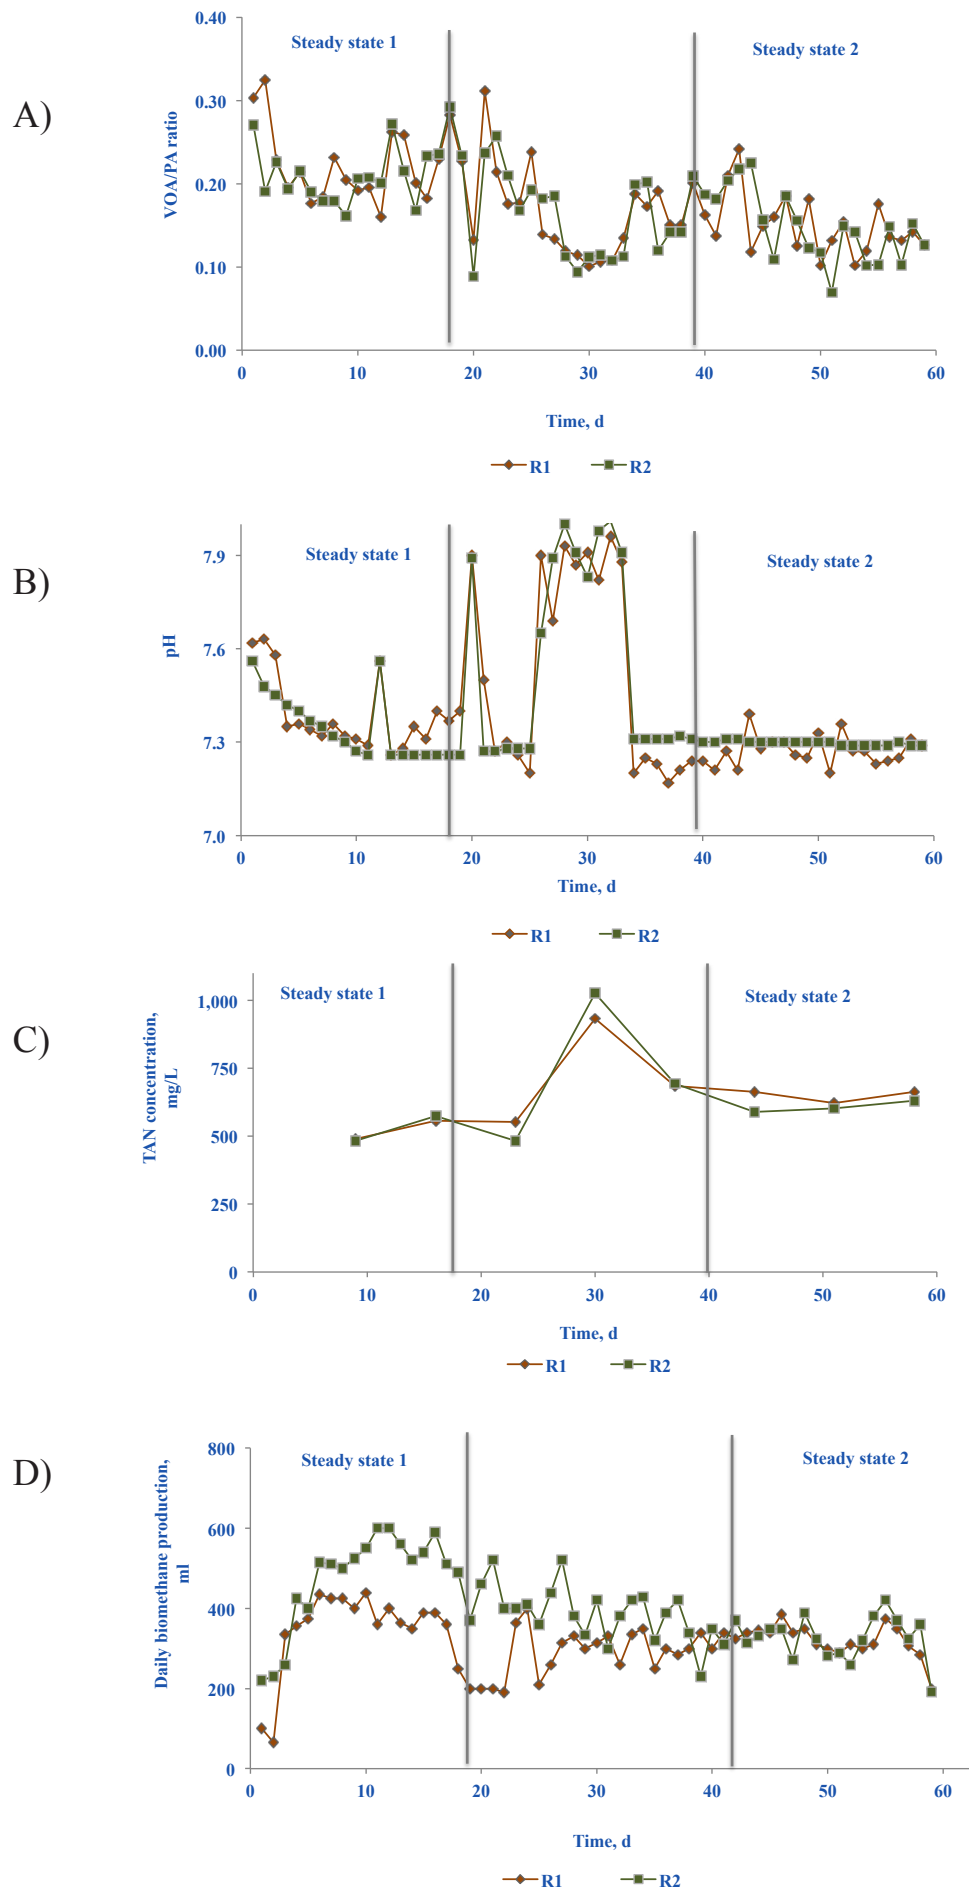 A)
0.40
0.30
0.20
0.10
0.00
VOA/PA ratio
Steady state 1
Steady state 2
0 10 20 30 40 50 60
Time, d
R1 R2
B)
7.9
7.6
7.3
7.0
pH
Steady state 1
Steady state 2
0 10 20 30 40 50 60
Time, d
R1 R2
C)
1,000
750
500
250
0
TAN concentration,
mg/L
Steady state 1
Steady state 2
0 10 20 30 40 50 60
Time, d
R1 R2
D)
800
600
400
200
0
Daily biomethane production,
ml
Steady state 1
Steady state 2
0 10 20 30 40 50 60
Time, d
R1 R2